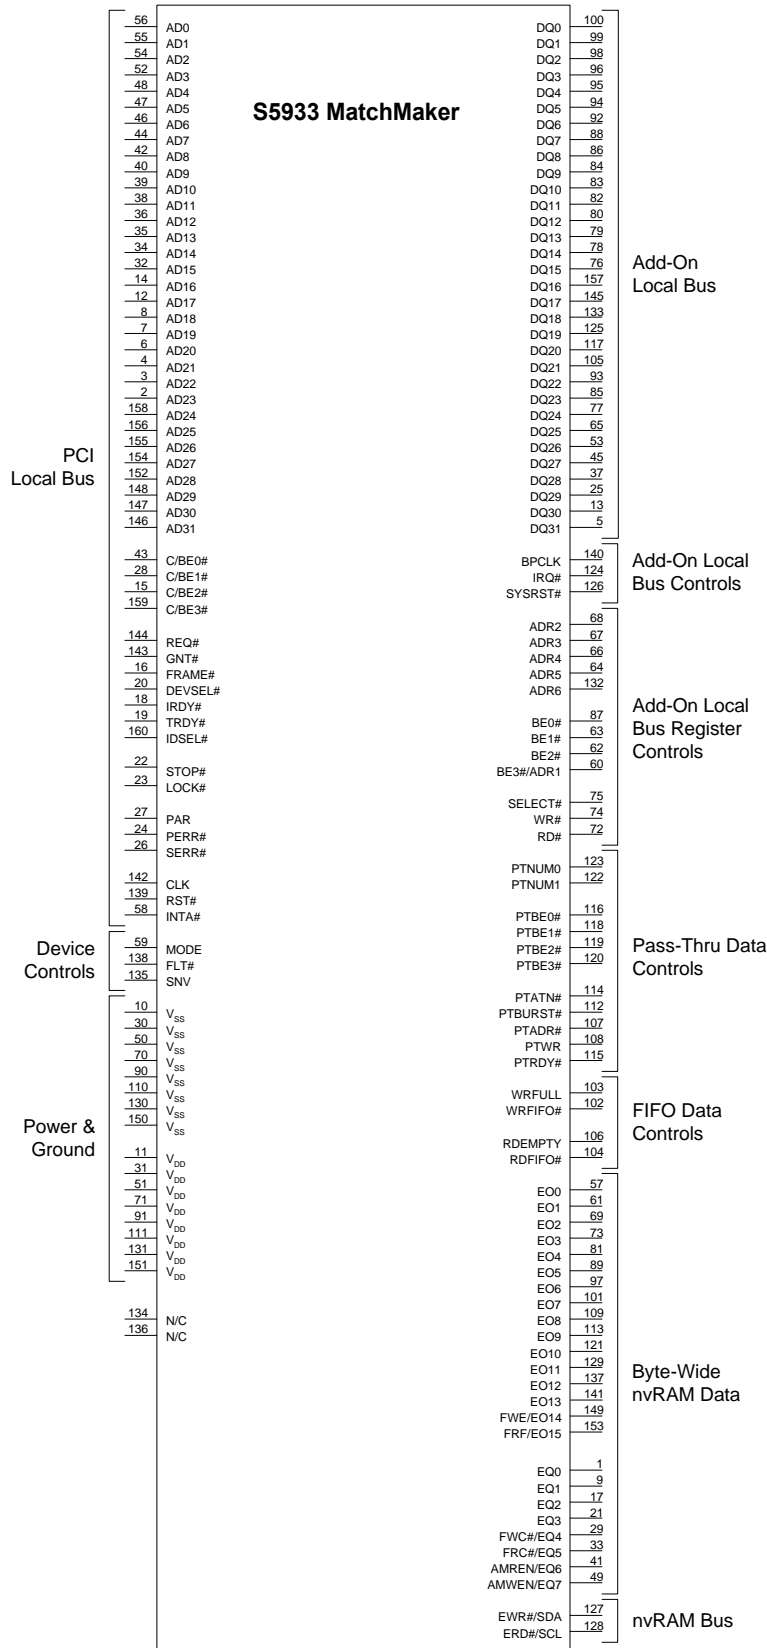 S5933 MatchMaker
PCI
Local Bus
56 AD0
55 AD1
54 AD2
52 AD3
48 AD4
47 AD5
46 AD6
44 AD7
42 AD8
40 AD9
39 AD10
38 AD11
36 AD12
35 AD13
34 AD14
32 AD15
14 AD16
12 AD17
8 AD18
7 AD19
6 AD20
4 AD21
3 AD22
2 AD23
158 AD24
156 AD25
155 AD26
154 AD27
152 AD28
148 AD29
147 AD30
146 AD31
43 C/BE0#
28 C/BE1#
15 C/BE2#
159 C/BE3#
144 REQ#
143 GNT#
16 FRAME#
20 DEVSEL#
18 IRDY#
19 TRDY#
160 IDSEL#
22 STOP#
23 LOCK#
27 PAR
24 PERR#
26 SERR#
142 CLK
139 RST#
58 INTA#
Device
Controls
59 MODE
138 FLT#
135 SNV
Power &
Ground
10 VSS
30 VSS
50 VSS
70 VSS
90 VSS
110 VSS
130 VSS
150 VSS
11 VDD
31 VDD
51 VDD
71 VDD
91 VDD
111 VDD
131 VDD
151 VDD
134 N/C
136 N/C
DQ0 100
DQ1 99
DQ2 98
DQ3 96
DQ4 95
DQ5 94
DQ6 92
DQ7 88
DQ8 86
DQ9 84
DQ10 83
DQ11 82
DQ12 80
DQ13 79
DQ14 78
DQ15 76
DQ16 157
DQ17 145
DQ18 133
DQ19 125
DQ20 117
DQ21 105
DQ22 93
DQ23 85
DQ24 77
DQ25 65
DQ26 53
DQ27 45
DQ28 37
DQ29 25
DQ30 13
DQ31 5
Add-On
Local Bus
BPCLK 140
IRQ# 124
SYSRST# 126
Add-On Local
Bus Controls
ADR2 68
ADR3 67
ADR4 66
ADR5 64
ADR6 132
BE0# 87
BE1# 63
BE2# 62
BE3#/ADR1 60
SELECT# 75
WR# 74
RD# 72
Add-On Local
Bus Register
Controls
PTNUM0 123
PTNUM1 122
PTBE0# 116
PTBE1# 118
PTBE2# 119
PTBE3# 120
PTATN# 114
PTBURST# 112
PTADR# 107
PTWR 108
PTRDY# 115
Pass-Thru Data
Controls
WRFULL 103
WRFIFO# 102
RDEMPTY 106
RDFIFO# 104
FIFO Data
Controls
EO0 57
EO1 61
EO2 69
EO3 73
EO4 81
EO5 89
EO6 97
EO7 101
EO8 109
EO9 113
EO10 121
EO11 129
EO12 137
EO13 141
FWE/EO14 149
FRF/EO15 153
EQ0 1
EQ1 9
EQ2 17
EQ3 21
FWC#/EQ4 29
FRC#/EQ5 33
AMREN/EQ6 41
AMWEN/EQ7 49
Byte-Wide
nvRAM Data
EWR#/SDA 127
ERD#/SCL 128
nvRAM Bus